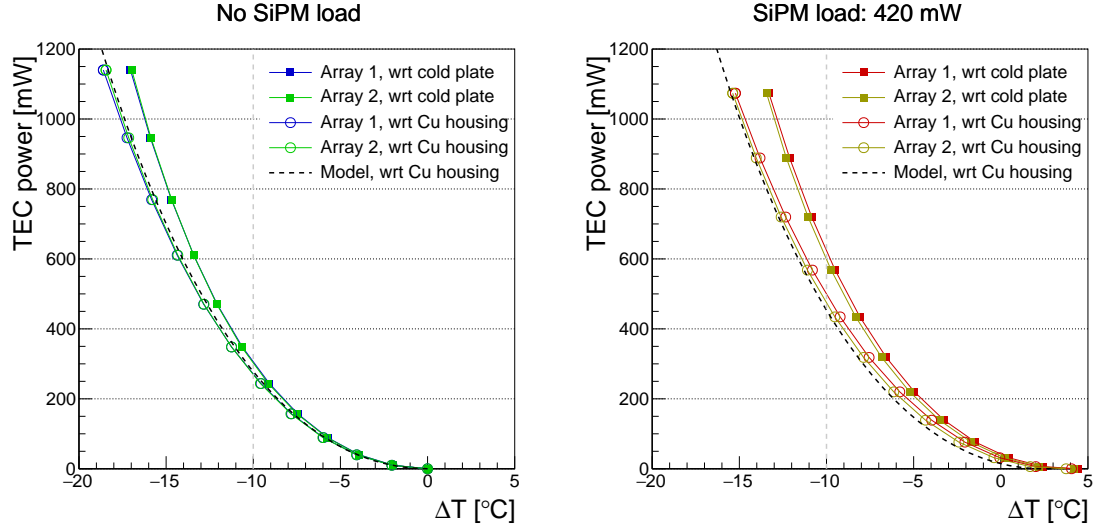 No SiPM load
TEC power [mW]
1200
1000
800
600
400
200
0
Array 1, wrt cold plate
Array 2, wrt cold plate
Array 1, wrt Cu housing
Array 2, wrt Cu housing
Model, wrt Cu housing
−20 −15 −10 −5 0 5
ΔT [°C]
SiPM load: 420 mW
TEC power [mW]
1200
1000
800
600
400
200
0
Array 1, wrt cold plate
Array 2, wrt cold plate
Array 1, wrt Cu housing
Array 2, wrt Cu housing
Model, wrt Cu housing
−20 −15 −10 −5 0 5
ΔT [°C]